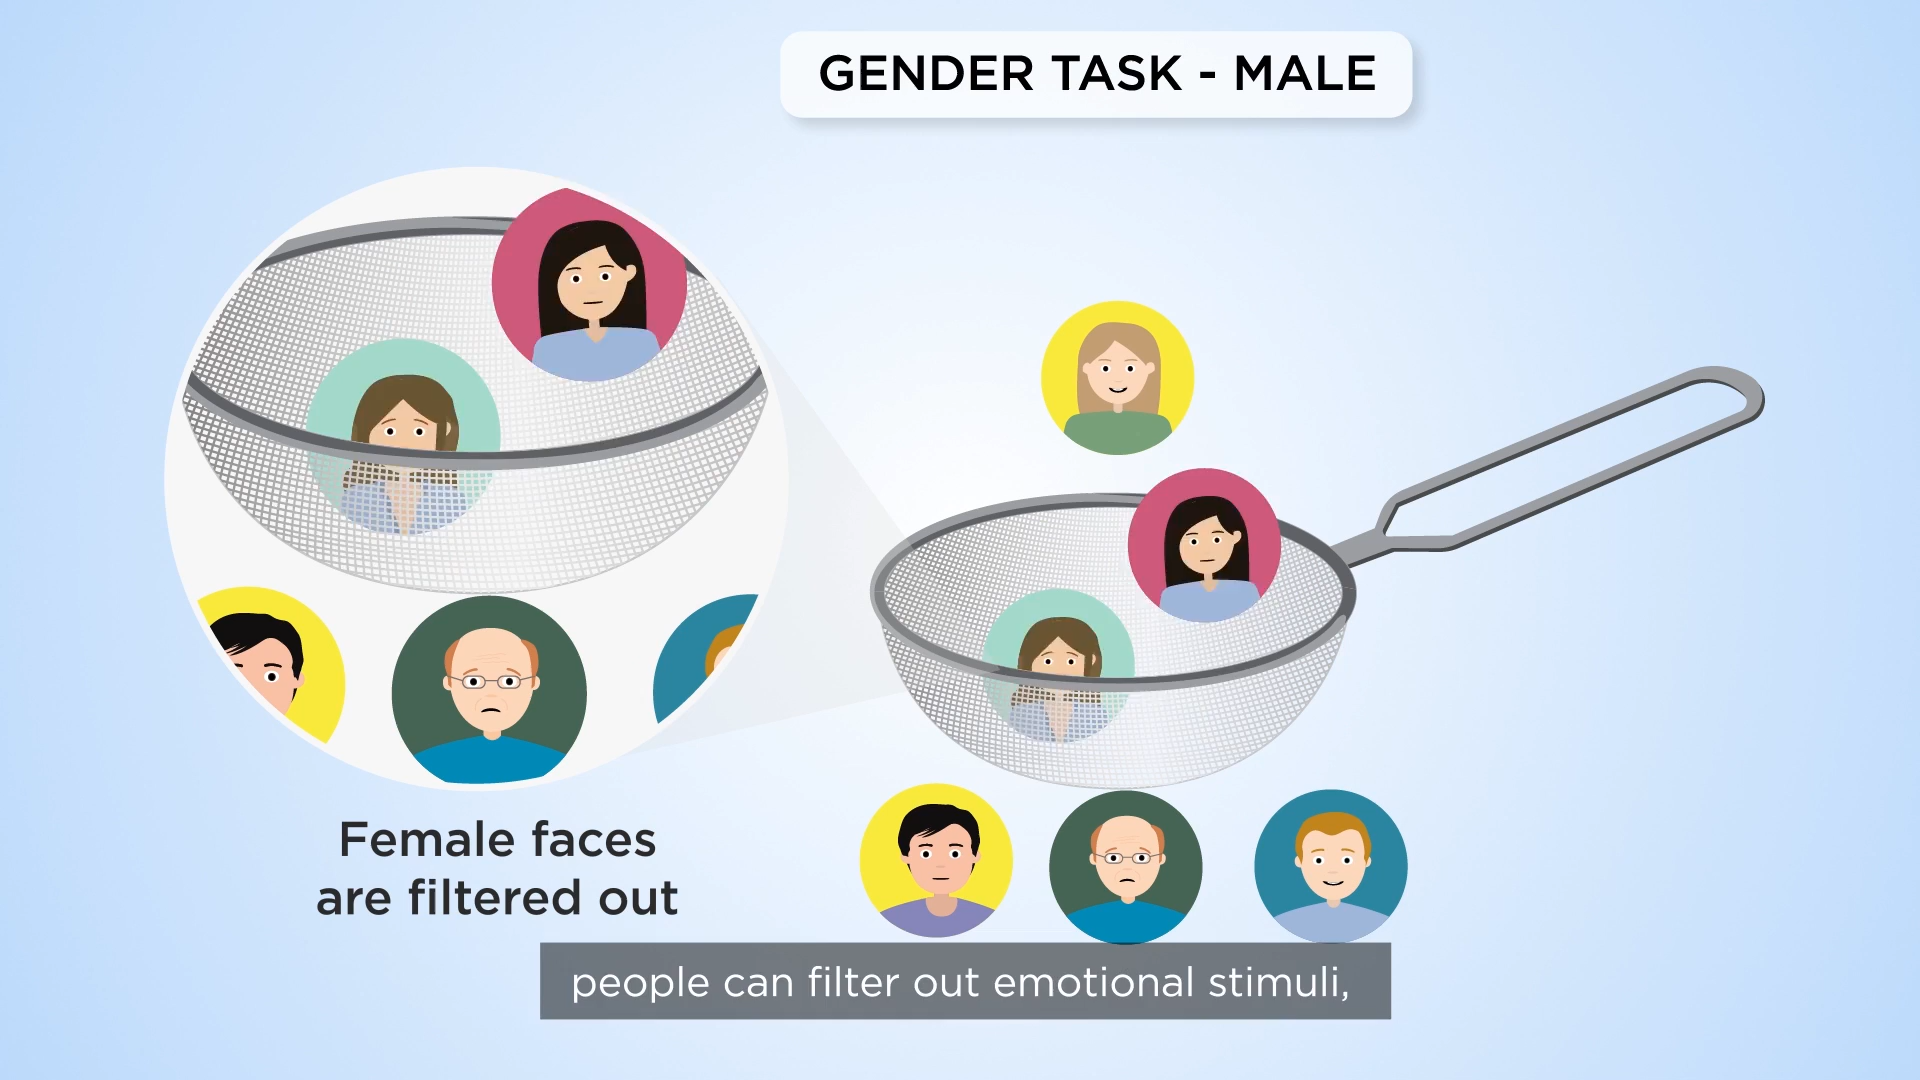 GENDER TASK - MALE
Female faces
are filtered out
people can filter out emotional stimuli,